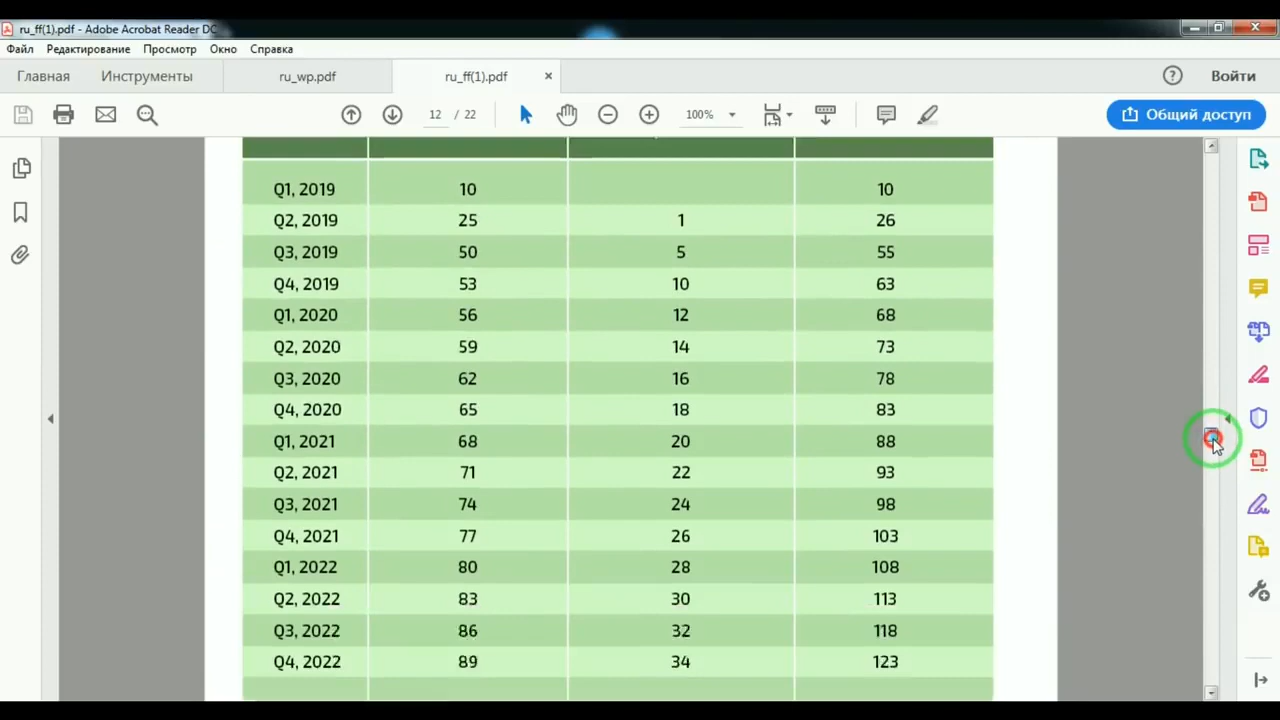 ru_ff(1).pdf - Adobe Acrobat Reader DC
Файл Редактирование Просмотр Окно Справка
Главная Инструменты ru_wp.pdf ru_ff(1).pdf × Войти
12 / 22 100% Общий доступ
Q1, 2019 10 10
Q2, 2019 25 1 26
Q3, 2019 50 5 55
Q4, 2019 53 10 63
Q1, 2020 56 12 68
Q2, 2020 59 14 73
Q3, 2020 62 16 78
Q4, 2020 65 18 83
Q1, 2021 68 20 88
Q2, 2021 71 22 93
Q3, 2021 74 24 98
Q4, 2021 77 26 103
Q1, 2022 80 28 108
Q2, 2022 83 30 113
Q3, 2022 86 32 118
Q4, 2022 89 34 123